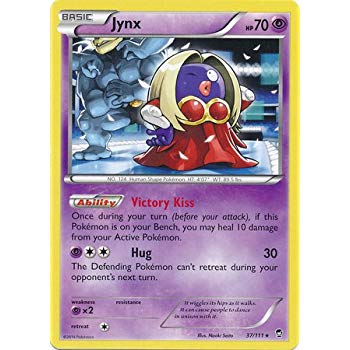 BASIC
Jynx
HP70
NO. 124 Human Shape Pokémon HT: 4'07" WT: 89.5 lbs.
Ability Victory Kiss
Once during your turn (before your attack), if this
Pokémon is on your Bench, you may heal 10 damage
from your Active Pokémon.
Hug 30
The Defending Pokémon can't retreat during your
opponent's next turn.
weakness resistance
×2
retreat
It wiggles its hips as it walks.
It can cause people to dance
in unison with it.
Illus. Naoki Saito
©2014 Pokémon
37/111